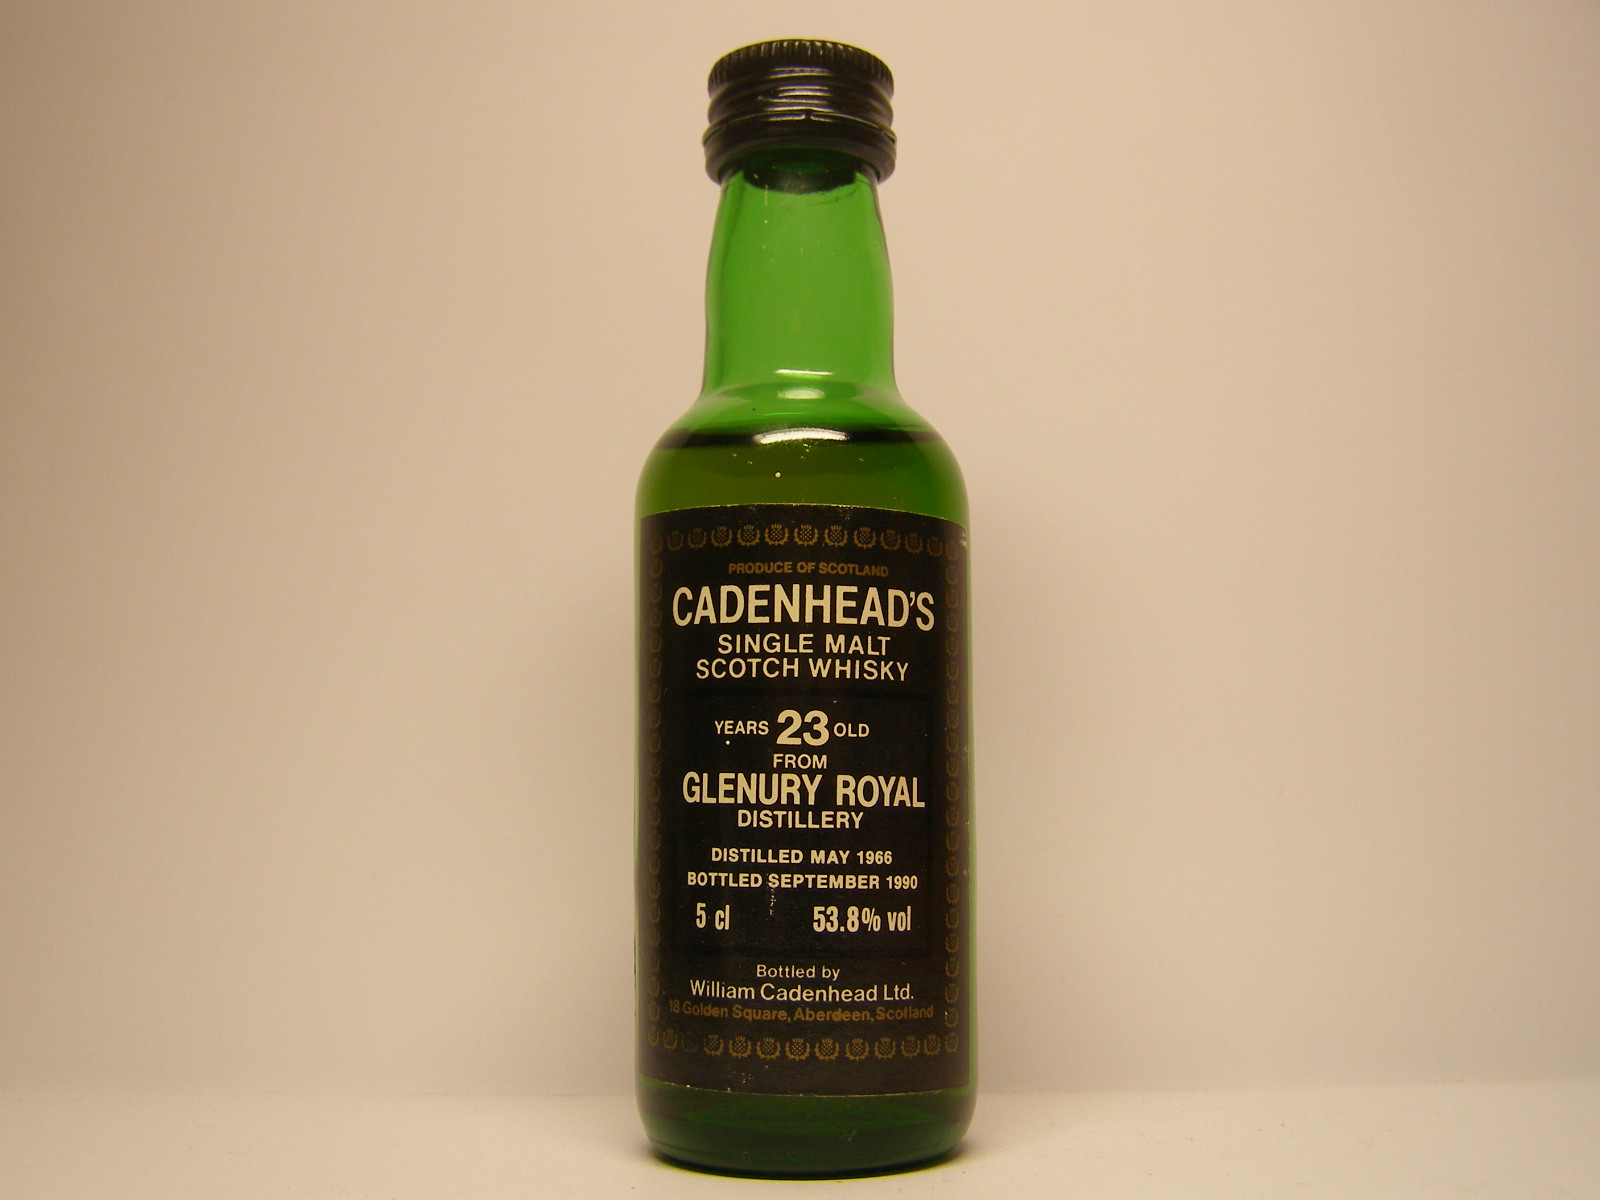 PRODUCE OF SCOTLAND
CADENHEAD'S
SINGLE MALT
SCOTCH WHISKY
YEARS 23 OLD
FROM
GLENURY ROYAL
DISTILLERY
DISTILLED MAY 1966
BOTTLED SEPTEMBER 1990
5 cl 53.8% vol
Bottled by
William Cadenhead Ltd.
18 Golden Square, Aberdeen, Scotland